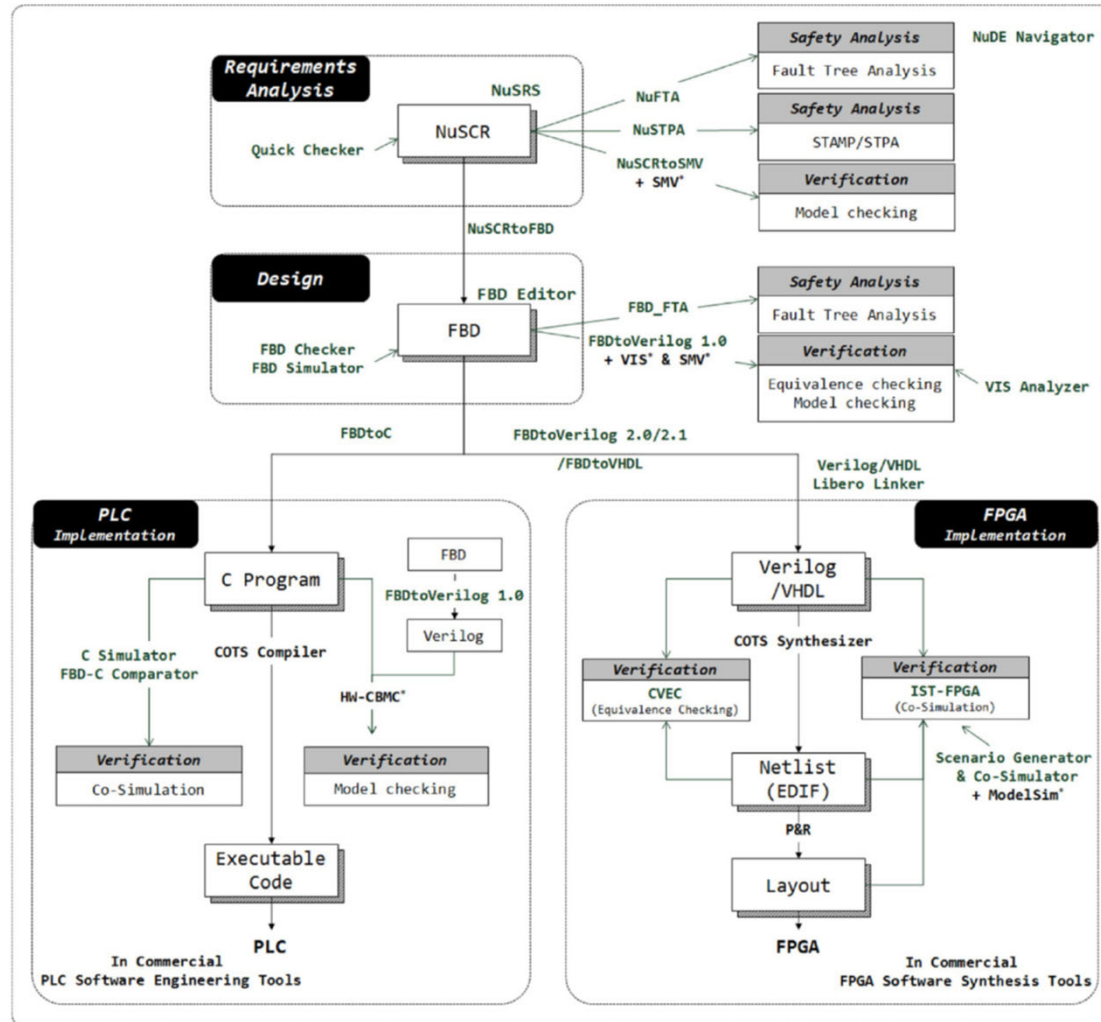 Safety Analysis
NuDE Navigator
Fault Tree Analysis
Requirements
Analysis
NuSRS
NuFTA
NuSCR
NuSTPA
Safety Analysis
STAMP/STPA
Quick Checker
NuSCRtoSMV
+ SMV*
Verification
Model checking
NuSCRtoFBD
Design
FBD Editor
FBD
FBD_FTA
Safety Analysis
Fault Tree Analysis
FBD Checker
FBD Simulator
FBDtoVerilog 1.0
+ VIS* & SMV*
Verification
Equivalence checking
Model checking
VIS Analyzer
FBDtoC
FBDtoVerilog 2.0/2.1
/FBDtoVHDL
Verilog/VHDL
Libero Linker
PLC
Implementation
C Program
FBD
FBDtoVerilog 1.0
Verilog
C Simulator
FBD-C Comparator
COTS Compiler
HW-CBMC*
Verification
Co-Simulation
Verification
Model checking
Executable
Code
PLC
In Commercial
PLC Software Engineering Tools
FPGA
Implementation
Verilog
/VHDL
COTS Synthesizer
Verification
CVEC
(Equivalence Checking)
Verification
IST-FPGA
(Co-Simulation)
Netlist
(EDIF)
Scenario Generator
& Co-Simulator
+ ModelSim*
P&R
Layout
FPGA
In Commercial
FPGA Software Synthesis Tools